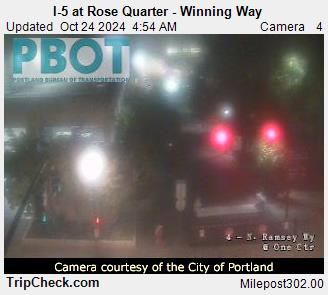 I-5 at Rose Quarter - Winning Way
Updated Oct 24 2024 4:54 AM Camera 4
PBOT
PORTLAND BUREAU OF TRANSPORTATION
4 - N. Ramsey Wy
@ One Ctr
Camera courtesy of the City of Portland
TripCheck.com Milepost302.00